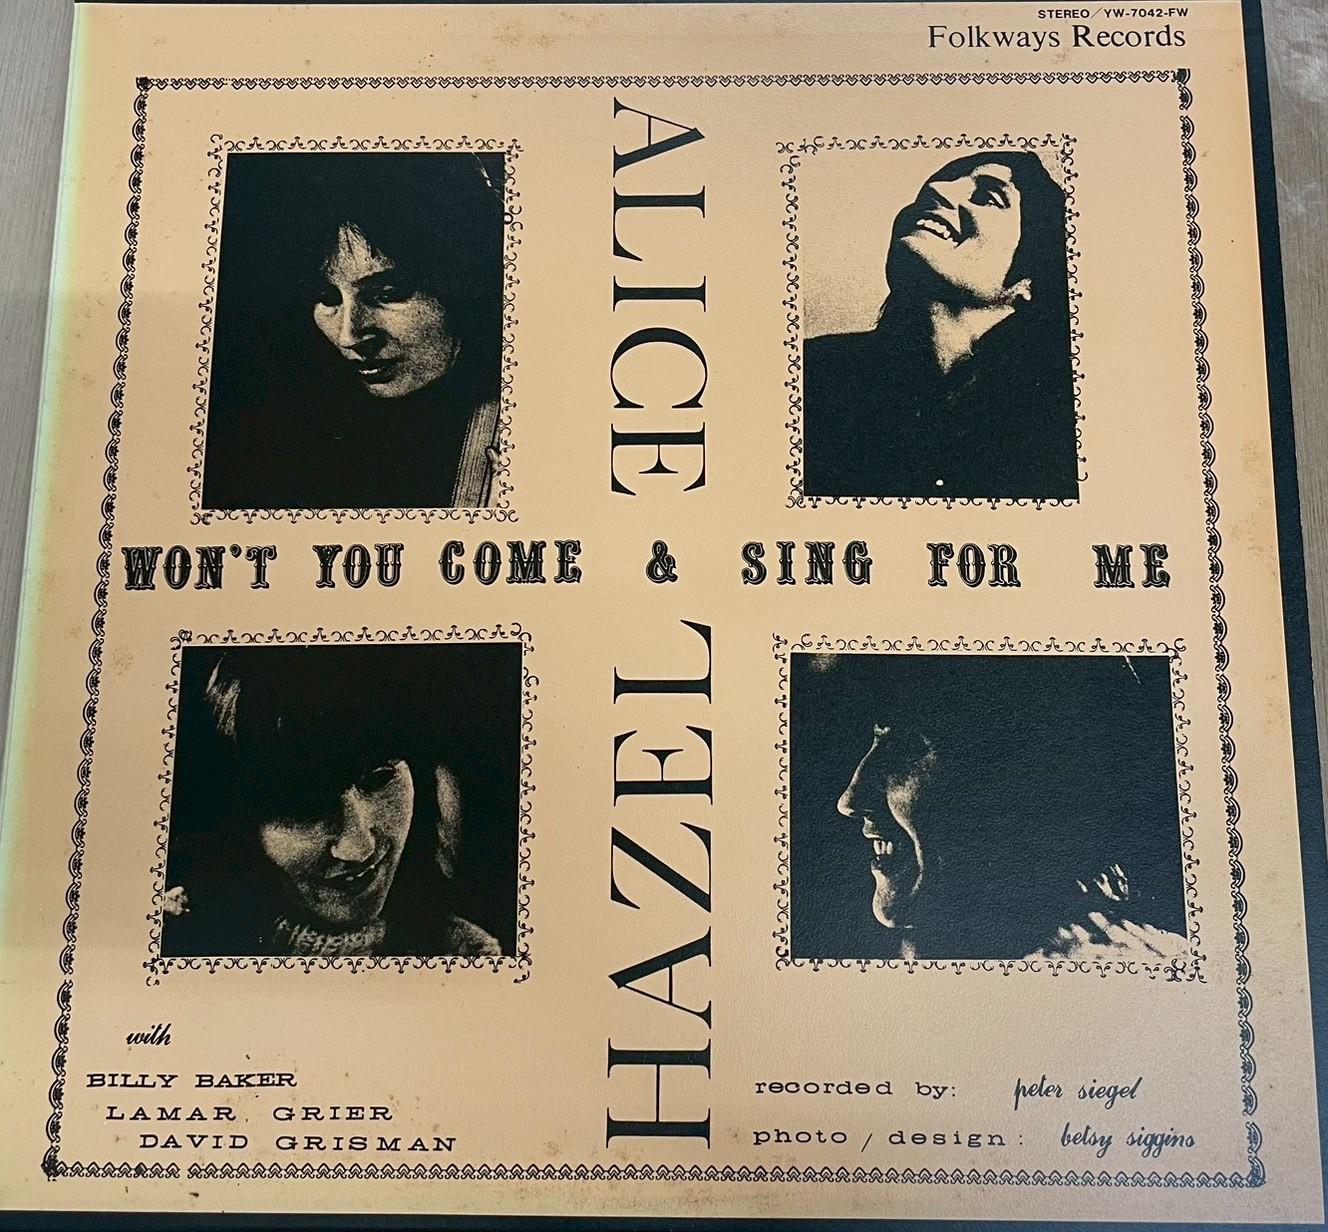 STEREO/YW-7042-FW
Folkways Records
ALICE
WON'T YOU COME & SING FOR ME
HAZEL
with
BILLY BAKER
LAMAR GRIER
DAVID GRISMAN
recorded by: peter siegel
photo / design: betsy siggins